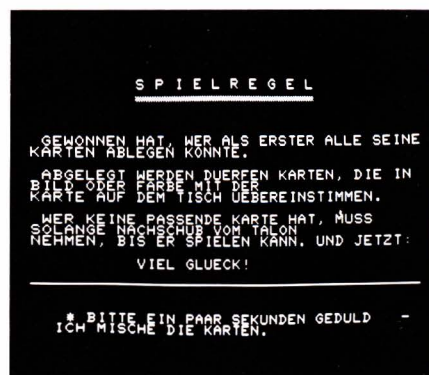 SPIELREGEL
GEWONNEN HAT, WER ALS ERSTER ALLE SEINE
KARTEN ABLEGEN KONNTE.
ABGELEGT WERDEN DUERFEN KARTEN, DIE IN
BILD ODER FARBE MIT DER
KARTE AUF DEM TISCH UEBEREINSTIMMEN.
WER KEINE PASSENDE KARTE HAT, MUSS
SOLANGE NACHSCHUB VOM TALON
NEHMEN, BIS ER SPIELEN KANN. UND JETZT:
VIEL GLUECK!
* BITTE EIN PAAR SEKUNDEN GEDULD -
ICH MISCHE DIE KARTEN.